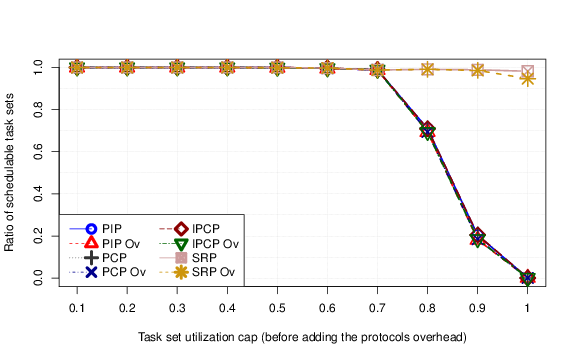 Ratio of schedulable task sets
1.0
0.8
0.6
0.4
0.2
0.0
PIP
PIP Ov
PCP
PCP Ov
IPCP
IPCP Ov
SRP
SRP Ov
0.1 0.2 0.3 0.4 0.5 0.6 0.7 0.8 0.9 1
Task set utilization cap (before adding the protocols overhead)